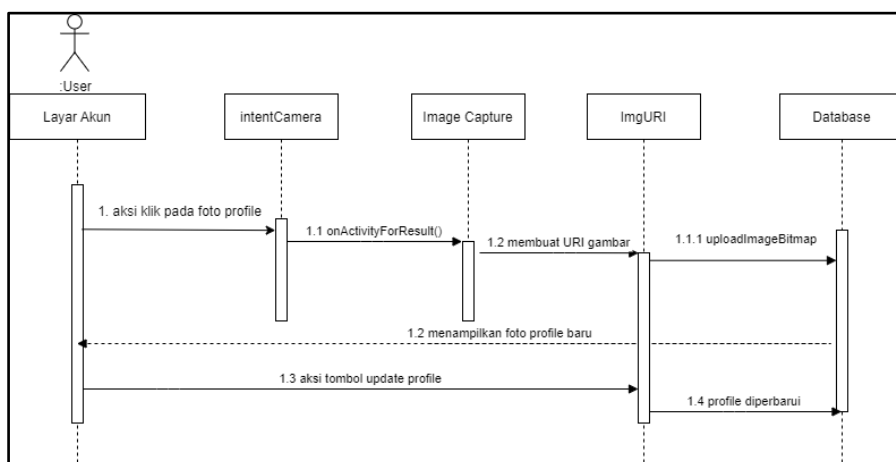 :User
Layar Akun
intentCamera
Image Capture
ImgURI
Database
1. aksi klik pada foto profile
1.1 onActivityForResult()
1.2 membuat URI gambar
1.1.1 uploadImageBitmap
1.2 menampilkan foto profile baru
1.3 aksi tombol update profile
1.4 profile diperbarui